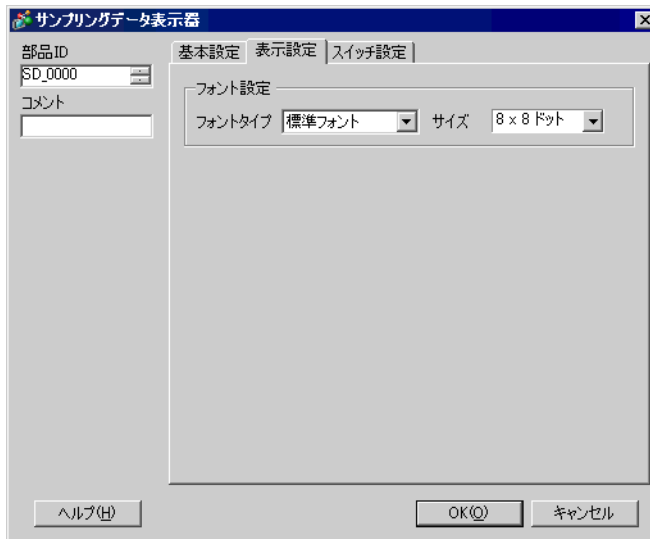 サンプリングデータ表示器
部品ID
SD_0000
コメント
基本設定 表示設定 スイッチ設定
フォント設定
フォントタイプ 標準フォント サイズ 8 x 8 ドット
ヘルプ(H) OK(O) キャンセル